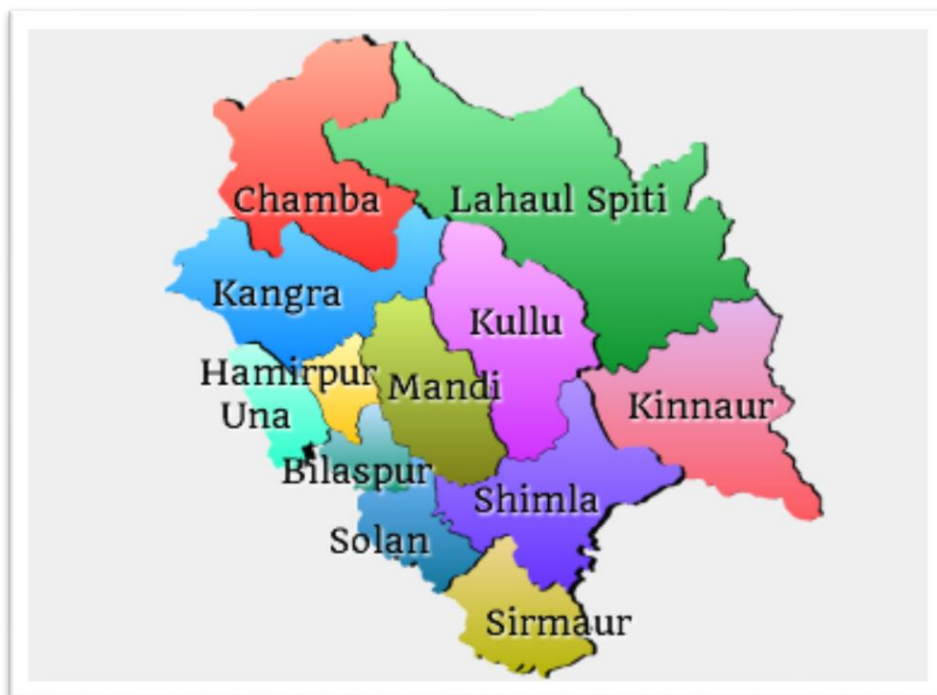 Chamba
Lahaul Spiti
Kangra
Kullu
Hamirpur
Mandi
Una
Kinnaur
Bilaspur
Shimla
Solan
Sirmaur